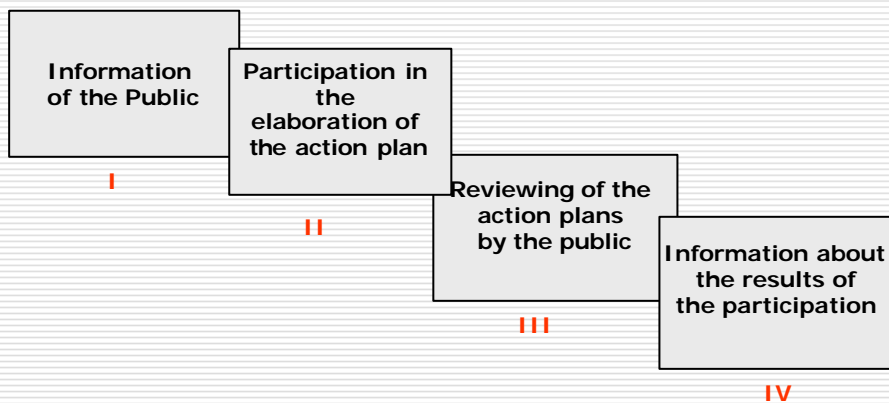 Information
of the Public
I
Participation in
the
elaboration of
the action plan
II
Reviewing of the
action plans
by the public
III
Information about
the results of
the participation
IV